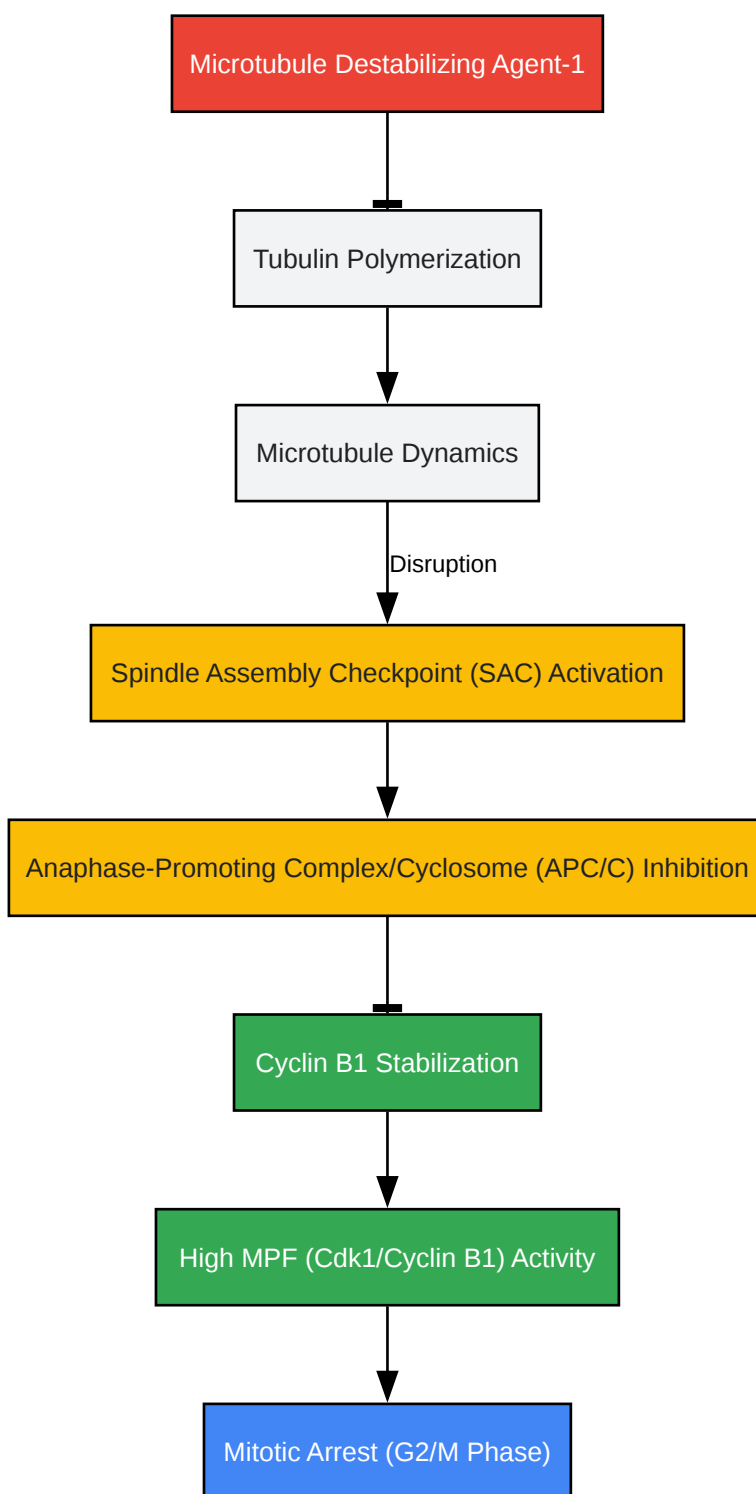 Microtubule Destabilizing Agent-1
Tubulin Polymerization
Microtubule Dynamics
Disruption
Spindle Assembly Checkpoint (SAC) Activation
Anaphase-Promoting Complex/Cyclosome (APC/C) Inhibition
Cyclin B1 Stabilization
High MPF (Cdk1/Cyclin B1) Activity
Mitotic Arrest (G2/M Phase)